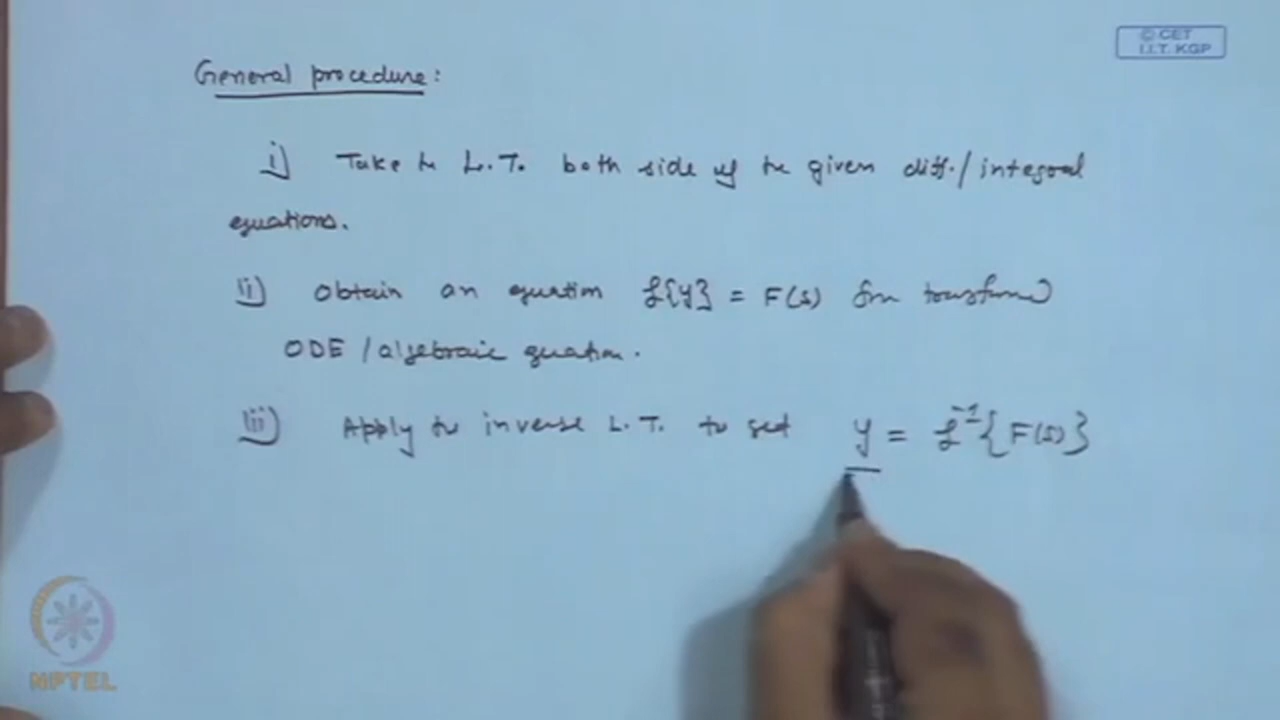 © CET
I.I.T. KGP
General procedure:
i) Take the L.T. both side of the given diff./integral
equations.
ii) Obtain an equation ℒ{y} = F(s) from transformed
ODE / algebraic equation.
iii) Apply the inverse L.T. to get y = ℒ⁻¹{F(s)}
NPTEL